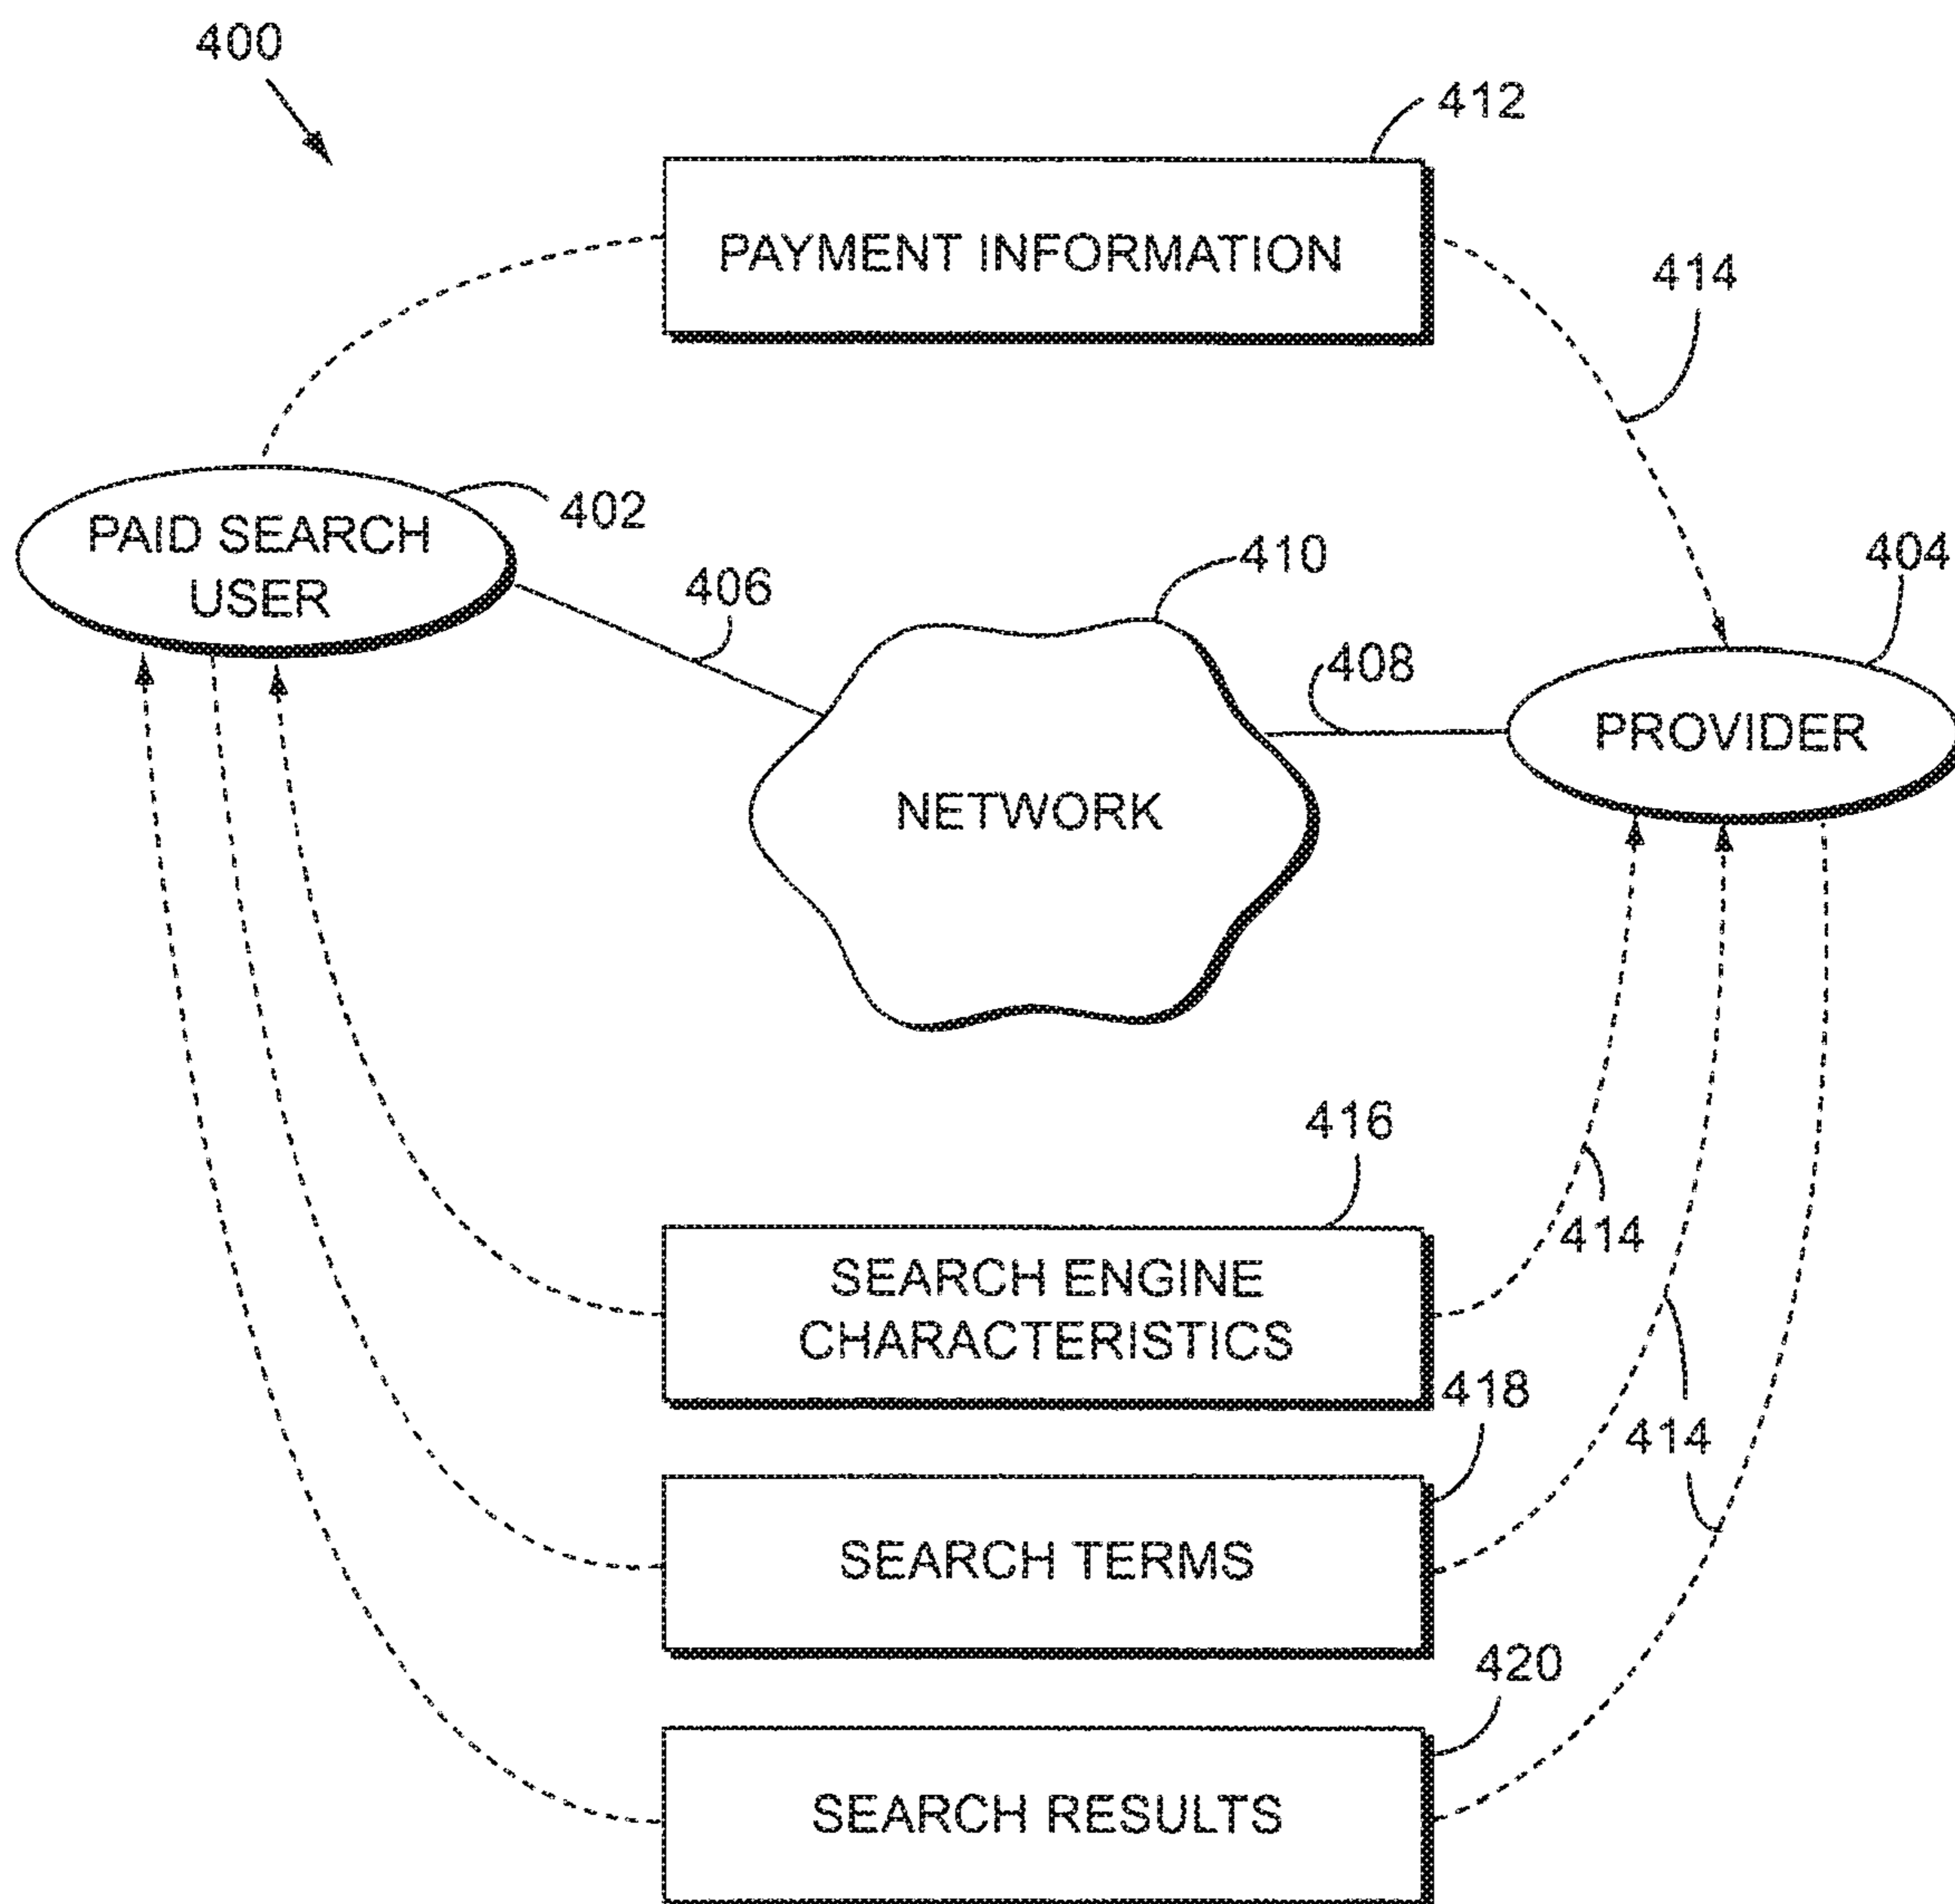 400
412
PAYMENT INFORMATION
414
402
PAID SEARCH
USER
406
410
404
408
PROVIDER
NETWORK
416
414
SEARCH ENGINE
CHARACTERISTICS
418
414
SEARCH TERMS
420
SEARCH RESULTS